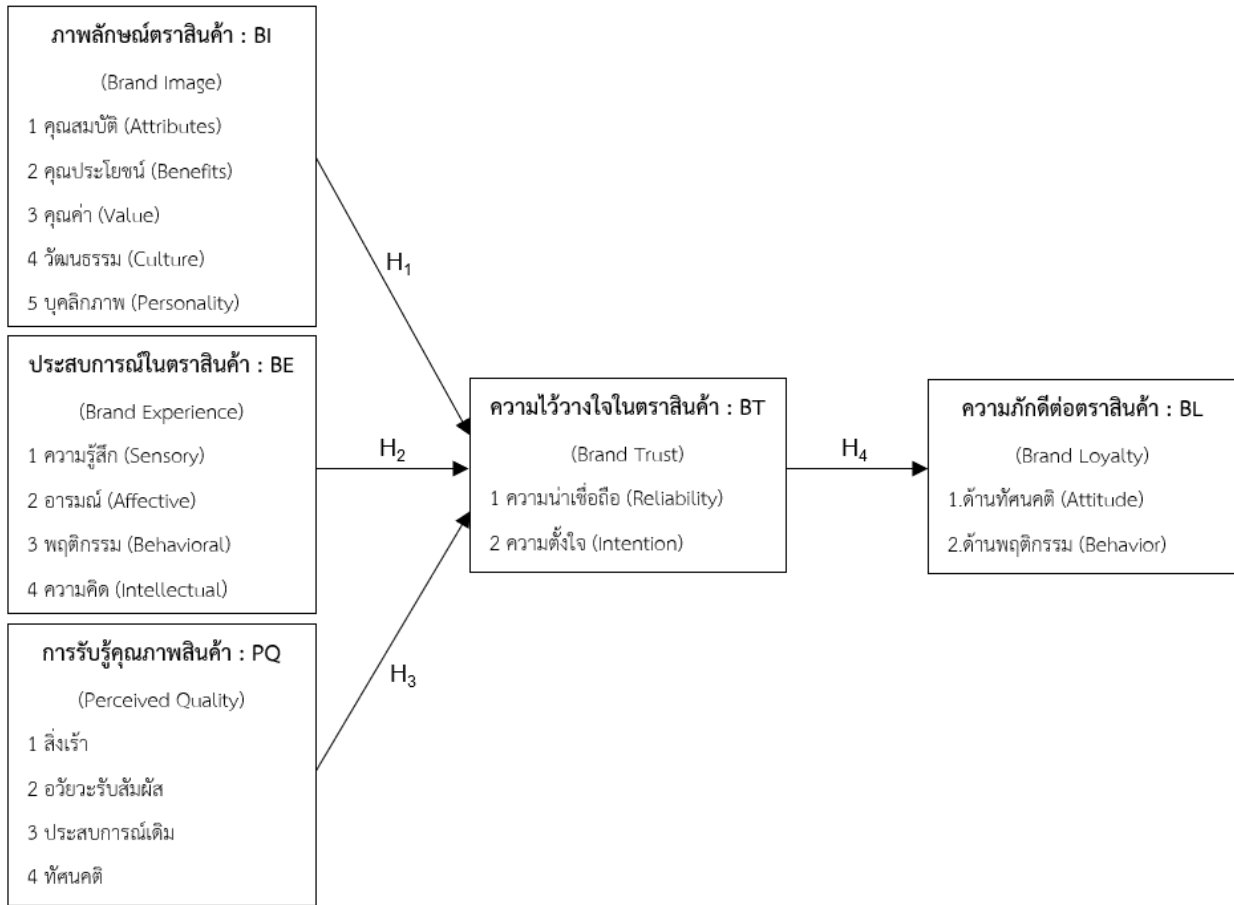 ภาพลักษณ์ตราสินค้า : BI
(Brand Image)
1 คุณสมบัติ (Attributes)
2 คุณประโยชน์ (Benefits)
3 คุณค่า (Value)
4 วัฒนธรรม (Culture)
5 บุคลิกภาพ (Personality)
H₁
ประสบการณ์ในตราสินค้า : BE
(Brand Experience)
1 ความรู้สึก (Sensory)
2 อารมณ์ (Affective)
3 พฤติกรรม (Behavioral)
4 ความคิด (Intellectual)
H₂
การรับรู้คุณภาพสินค้า : PQ
(Perceived Quality)
1 สิ่งเร้า
2 อวัยวะรับสัมผัส
3 ประสบการณ์เดิม
4 ทัศนคติ
H₃
ความไว้วางใจในตราสินค้า : BT
(Brand Trust)
1 ความน่าเชื่อถือ (Reliability)
2 ความตั้งใจ (Intention)
H₄
ความภักดีต่อตราสินค้า : BL
(Brand Loyalty)
1.ด้านทัศนคติ (Attitude)
2.ด้านพฤติกรรม (Behavior)